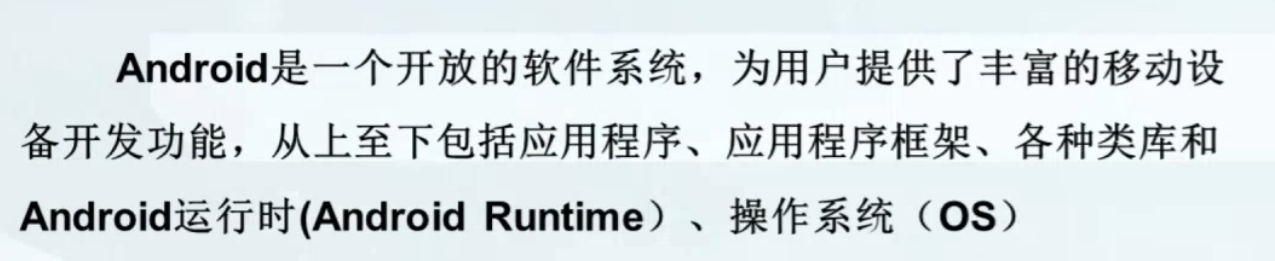 Android是一个开放的软件系统，为用户提供了丰富的移动设
备开发功能，从上至下包括应用程序、应用程序框架、各种类库和
Android运行时(Android Runtime）、操作系统（OS）